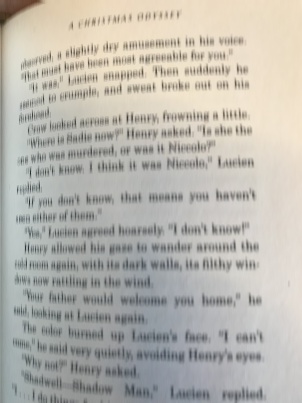 A CHRISTMAS ODYSSEY
observed, a slightly dry amusement in his voice.
"That must have been most agreeable for you."
"It was," Lucien snapped. Then suddenly he
seemed to crumple, and sweat broke out on his
forehead.
Crow looked across at Henry, frowning a little.
"Where is Sadie now?" Henry asked. "Is she the
one who was murdered, or was it Niccolo?"
"I don't know. I think it was Niccolo," Lucien
replied.
"If you don't know, that means you haven't
seen either of them."
"Yes," Lucien agreed hoarsely. "I don't know!"
Henry allowed his gaze to wander around the
cold room again, with its dark walls, its filthy win-
dows now rattling in the wind.
"Your father would welcome you home," he
said, looking at Lucien again.
The color burned up Lucien's face. "I can't
come," he said very quietly, avoiding Henry's eyes.
"Why not?" Henry asked.
"Shadwell—Shadow Man," Lucien replied.
"I . . . I do things